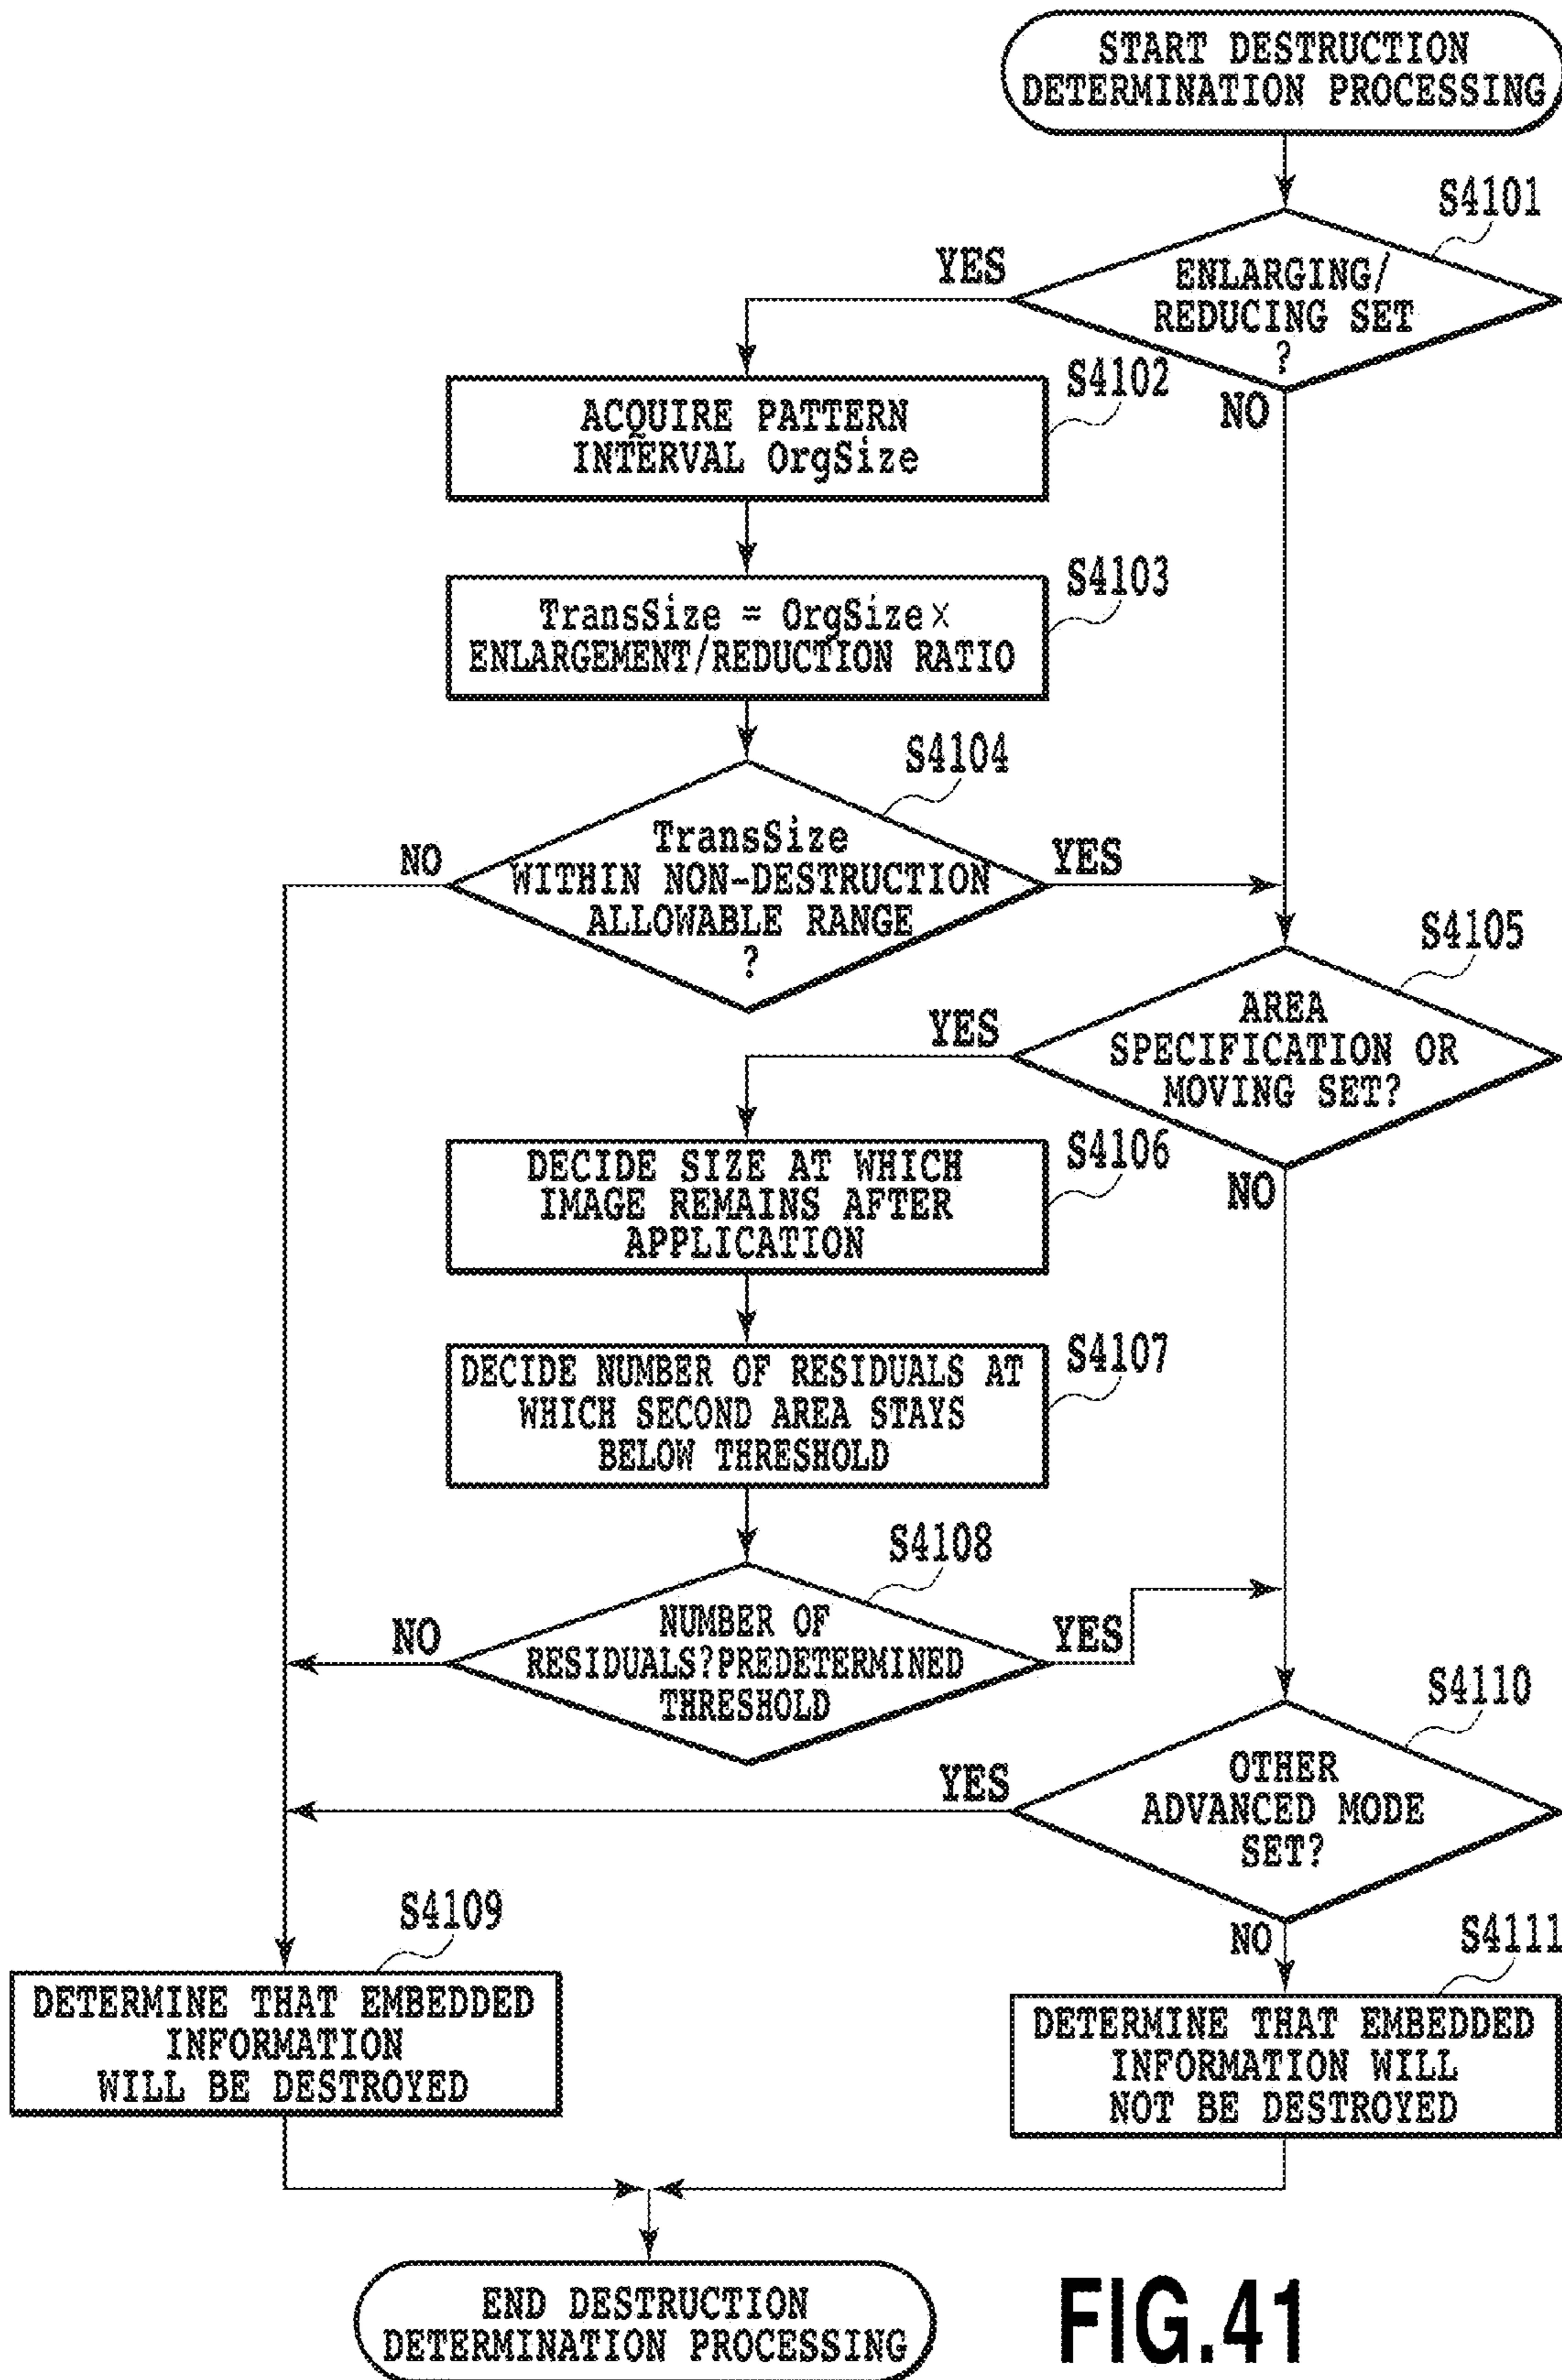 START DESTRUCTION
DETERMINATION PROCESSING
S4101
YES
ENLARGING/
REDUCING SET
?
NO
S4102
ACQUIRE PATTERN
INTERVAL OrgSize
S4103
TransSize = OrgSize×
ENLARGEMENT/REDUCTION RATIO
S4104
NO
TransSize
WITHIN NON-DESTRUCTION
ALLOWABLE RANGE
?
YES
S4105
YES
AREA
SPECIFICATION OR
MOVING SET?
NO
S4106
DECIDE SIZE AT WHICH
IMAGE REMAINS AFTER
APPLICATION
S4107
DECIDE NUMBER OF RESIDUALS AT
WHICH SECOND AREA STAYS
BELOW THRESHOLD
S4108
NO
NUMBER OF
RESIDUALS?PREDETERMINED
THRESHOLD
YES
S4110
YES
OTHER
ADVANCED MODE
SET?
NO
S4109
DETERMINE THAT EMBEDDED
INFORMATION
WILL BE DESTROYED
S4111
DETERMINE THAT EMBEDDED
INFORMATION WILL
NOT BE DESTROYED
END DESTRUCTION
DETERMINATION PROCESSING
FIG.41